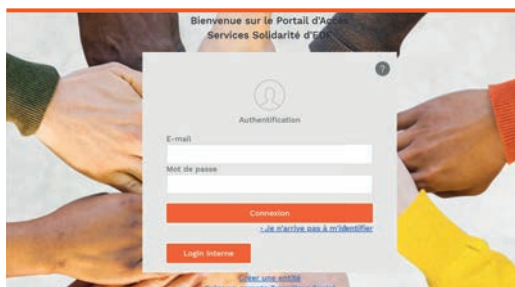 Bienvenue sur le Portail d'Accès
Services Solidarité d'EDF
?
Authentification
E-mail
Mot de passe
Connexion
- Je n'arrive pas à m'identifier
Login Interne
Créer une entité